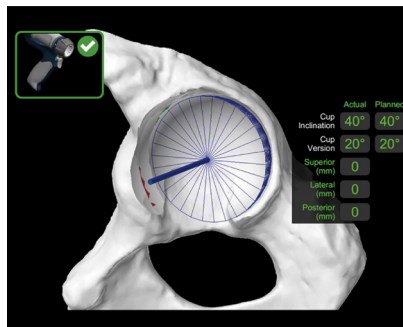 Actual Planned
Cup Inclination 40° 40°
Cup Version 20° 20°
Superior (mm) 0
Lateral (mm) 0
Posterior (mm) 0